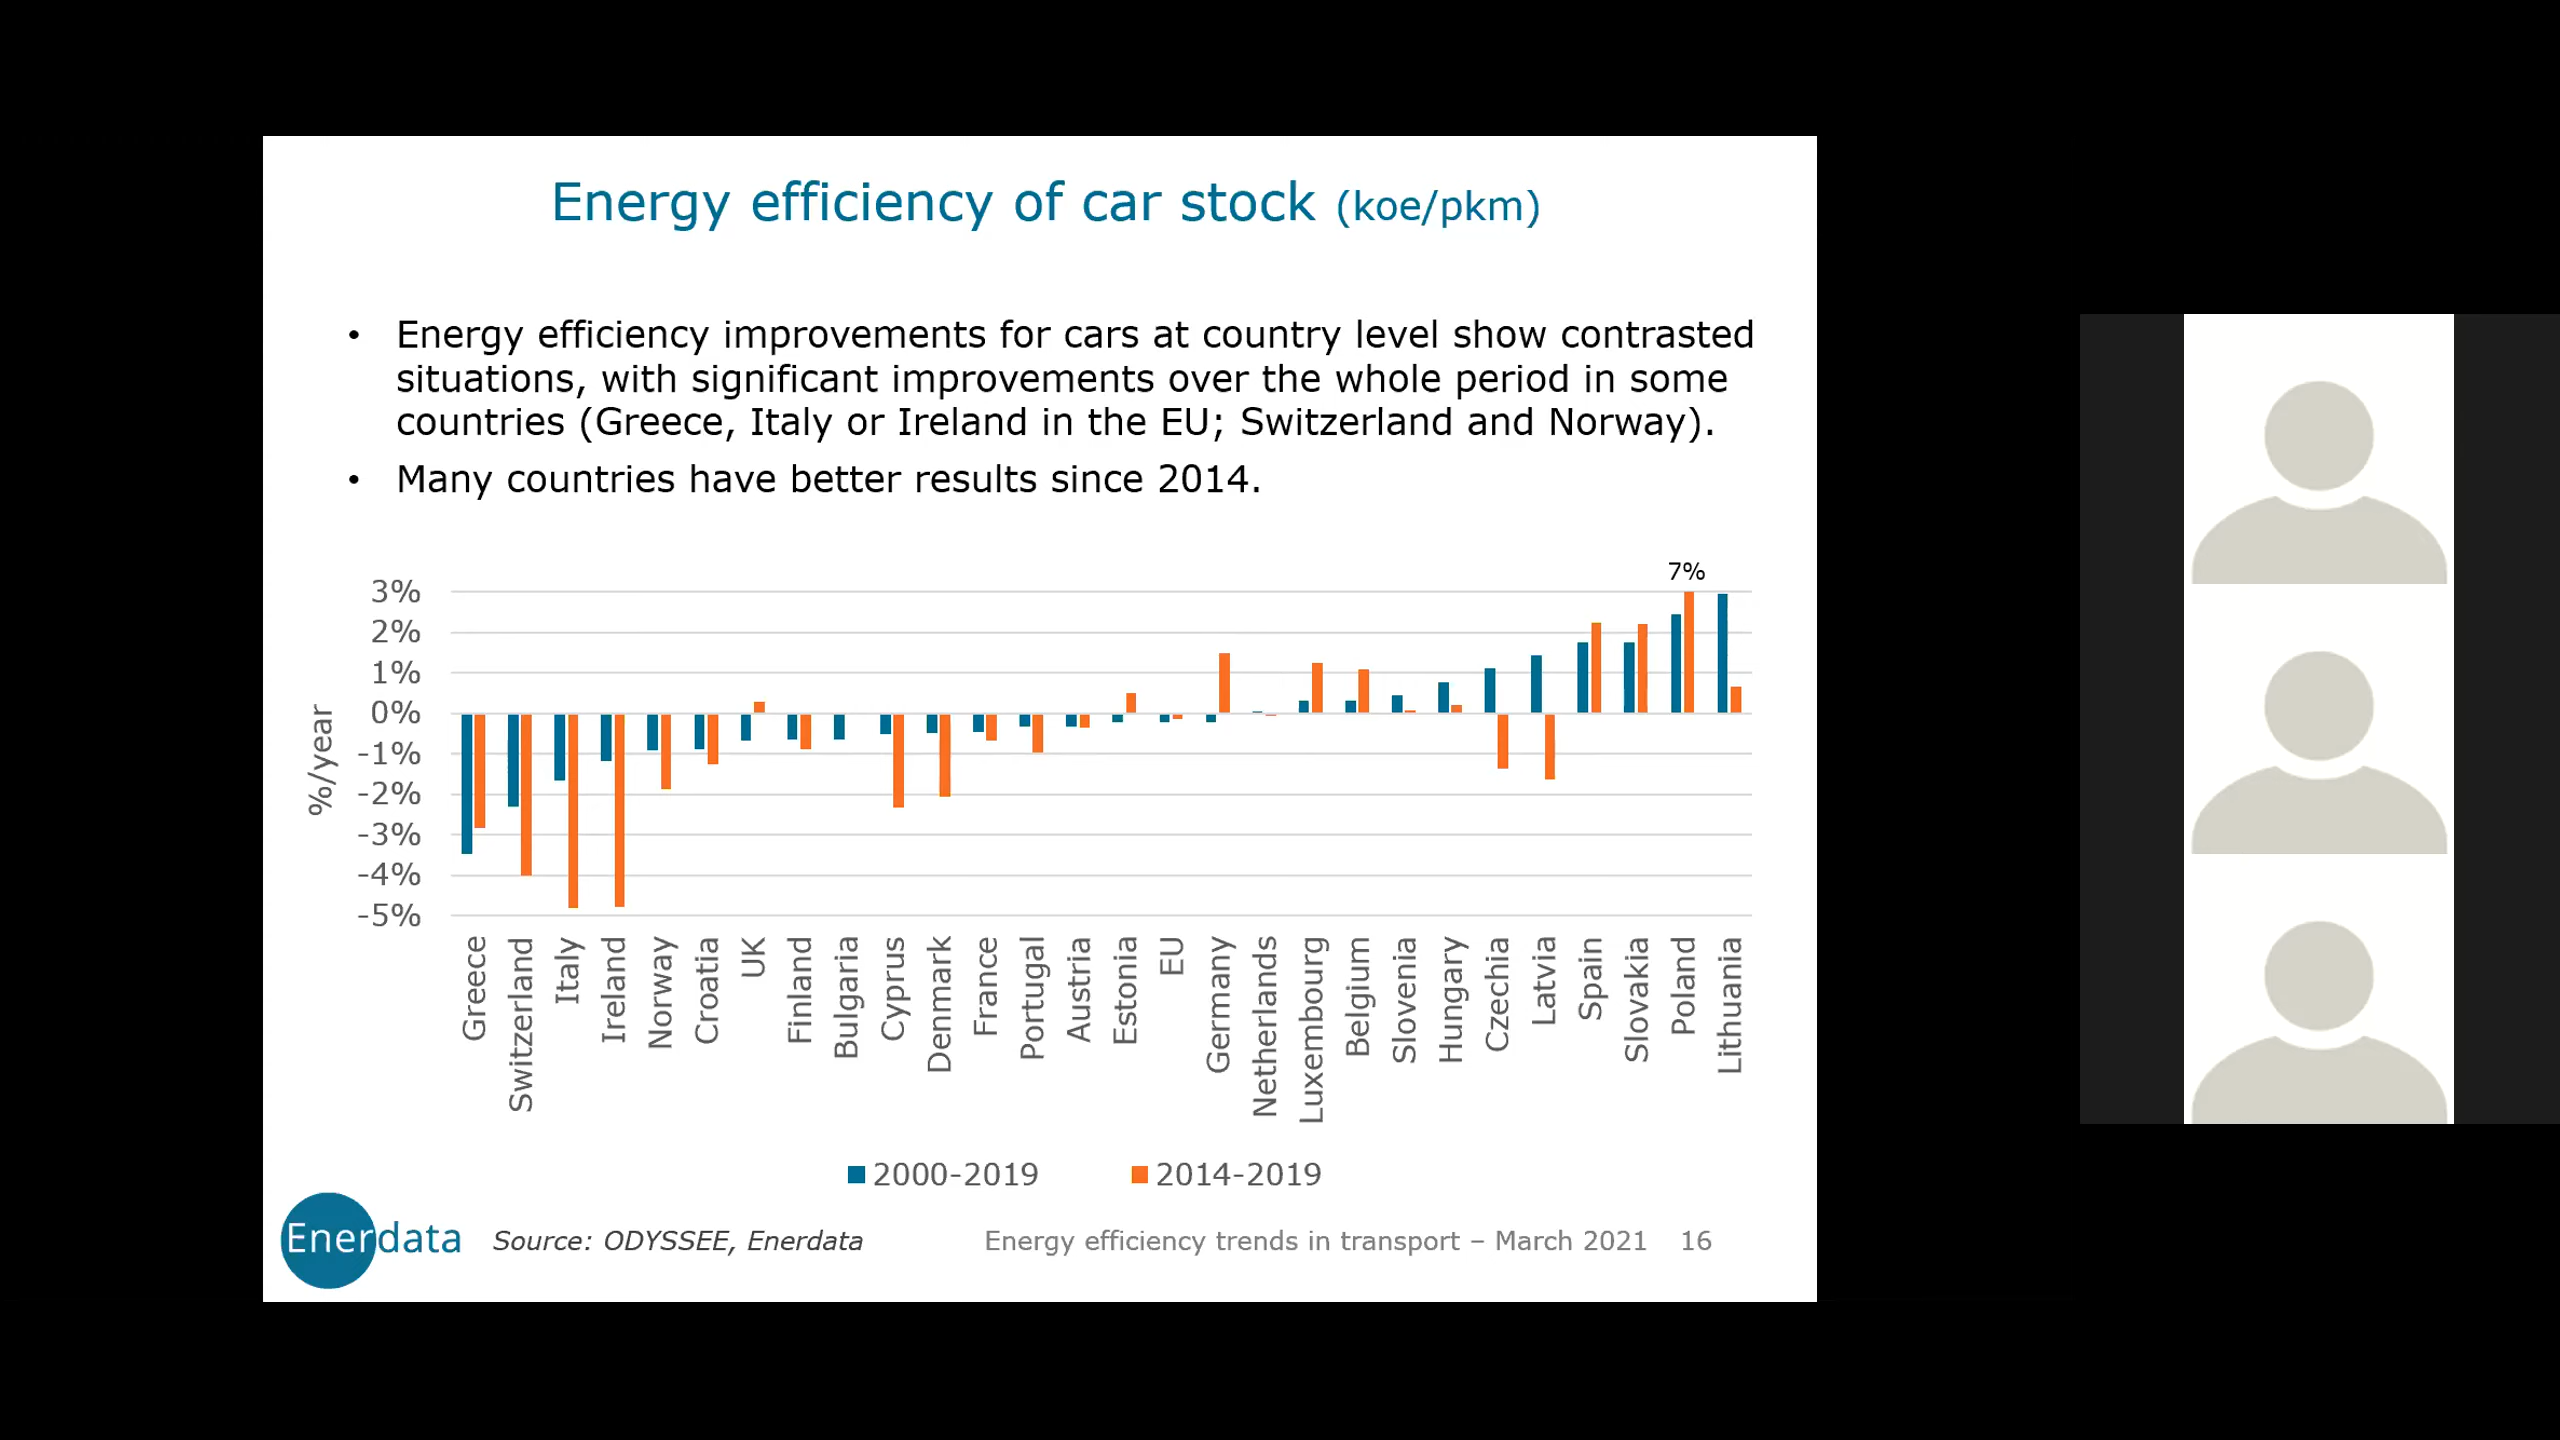 Energy efficiency of car stock (koe/pkm)
• Energy efficiency improvements for cars at country level show contrasted
situations, with significant improvements over the whole period in some
countries (Greece, Italy or Ireland in the EU; Switzerland and Norway).
• Many countries have better results since 2014.
7%
3%
2%
1%
0%
-1%
-2%
-3%
-4%
-5%
%/year
Greece
Switzerland
Italy
Ireland
Norway
Croatia
UK
Finland
Bulgaria
Cyprus
Denmark
France
Portugal
Austria
Estonia
EU
Germany
Netherlands
Luxembourg
Belgium
Slovenia
Hungary
Czechia
Latvia
Spain
Slovakia
Poland
Lithuania
2000-2019 2014-2019
Enerdata Source: ODYSSEE, Enerdata Energy efficiency trends in transport – March 2021 16